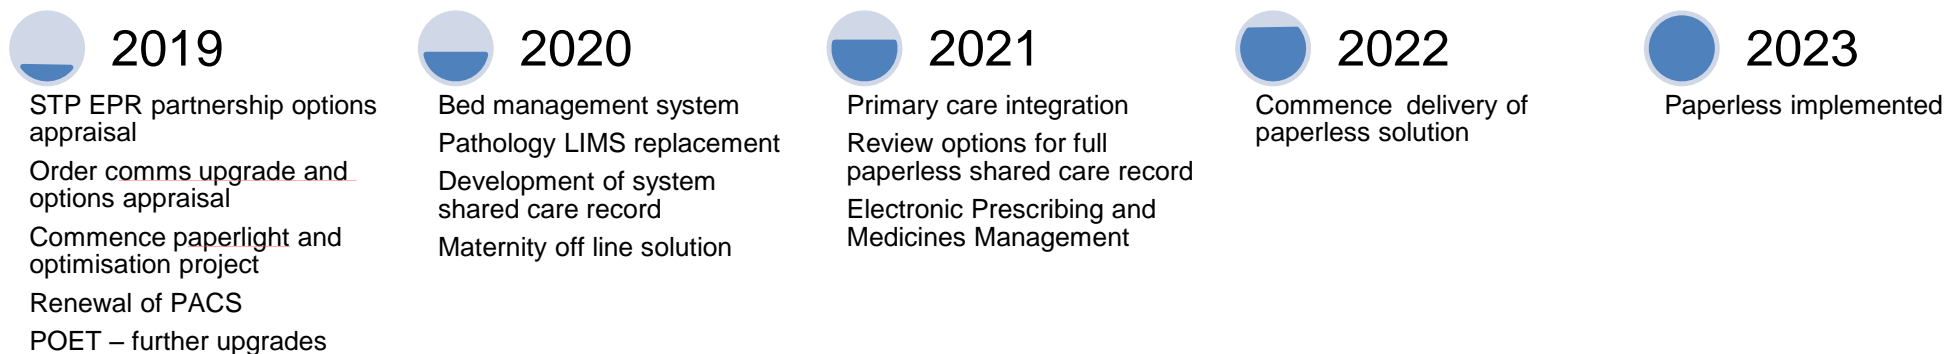 2019
STP EPR partnership options
appraisal
Order comms upgrade and
options appraisal
Commence paperlight and
optimisation project
Renewal of PACS
POET – further upgrades
2020
Bed management system
Pathology LIMS replacement
Development of system
shared care record
Maternity off line solution
2021
Primary care integration
Review options for full
paperless shared care record
Electronic Prescribing and
Medicines Management
2022
Commence delivery of
paperless solution
2023
Paperless implemented